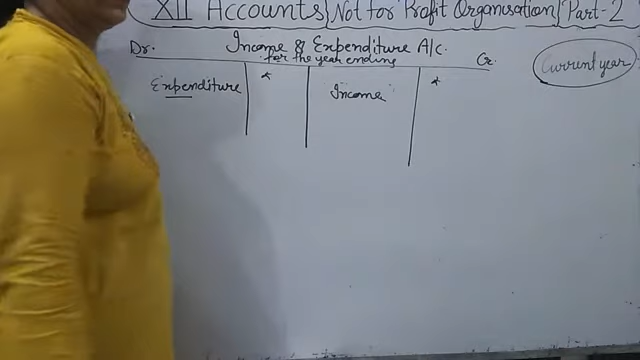 XII Accounts {Not for Profit Organisation} Part-2
Dr. Income & Expenditure A/c. Cr.
for the year ending
Current year
Expenditure * Income *